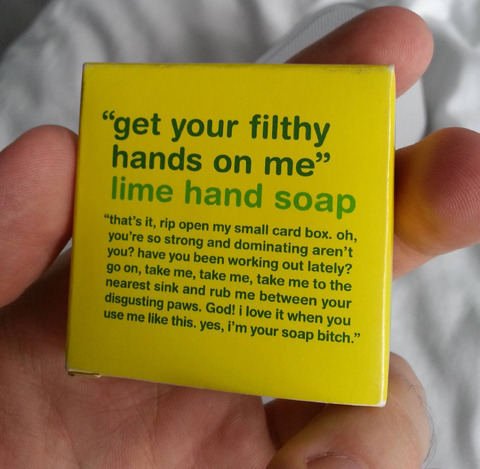 “get your filthy
hands on me”
lime hand soap
“that’s it, rip open my small card box. oh,
you’re so strong and dominating aren’t
you? have you been working out lately?
go on, take me, take me, take me to the
nearest sink and rub me between your
disgusting paws. God! i love it when you
use me like this. yes, i’m your soap bitch.”